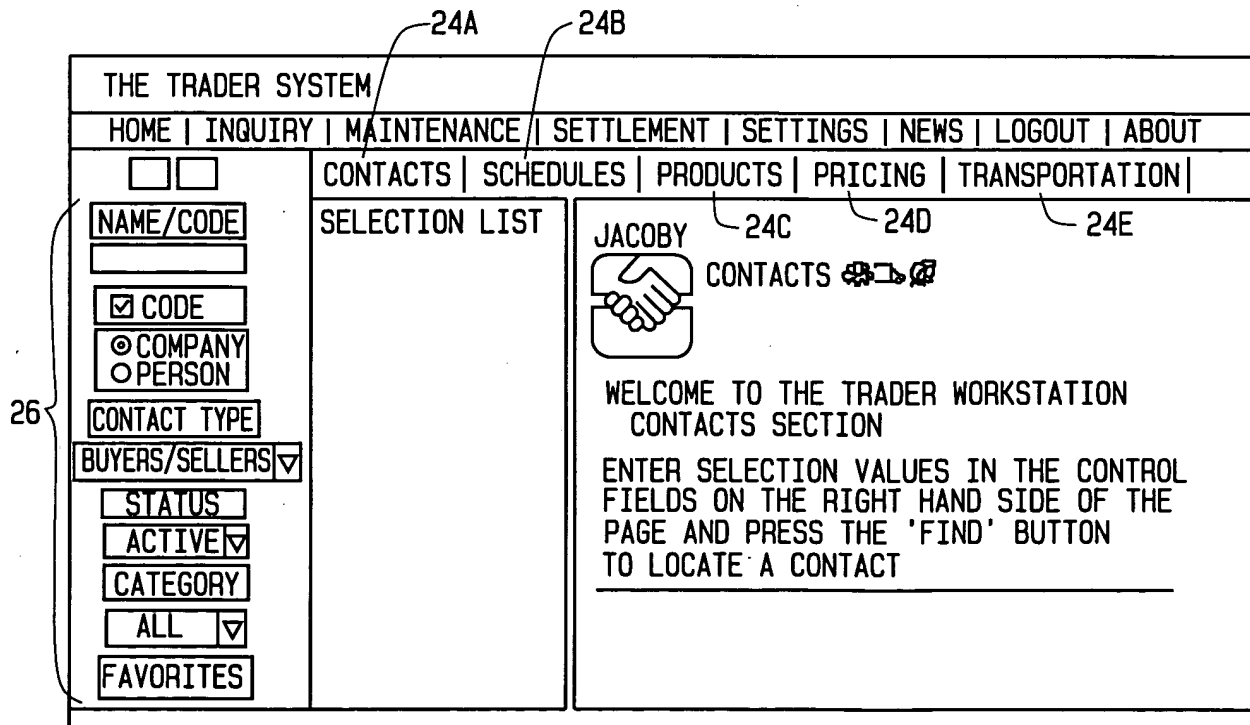 24A
24B
THE TRADER SYSTEM
HOME | INQUIRY | MAINTENANCE | SETTLEMENT | SETTINGS | NEWS | LOGOUT | ABOUT
CONTACTS | SCHEDULES | PRODUCTS | PRICING | TRANSPORTATION|
24C
24D
24E
26
NAME/CODE
CODE
COMPANY
PERSON
CONTACT TYPE
BUYERS/SELLERS
STATUS
ACTIVE
CATEGORY
ALL
FAVORITES
SELECTION LIST
JACOBY
CONTACTS
WELCOME TO THE TRADER WORKSTATION
CONTACTS SECTION
ENTER SELECTION VALUES IN THE CONTROL
FIELDS ON THE RIGHT HAND SIDE OF THE
PAGE AND PRESS THE 'FIND' BUTTON
TO LOCATE A CONTACT